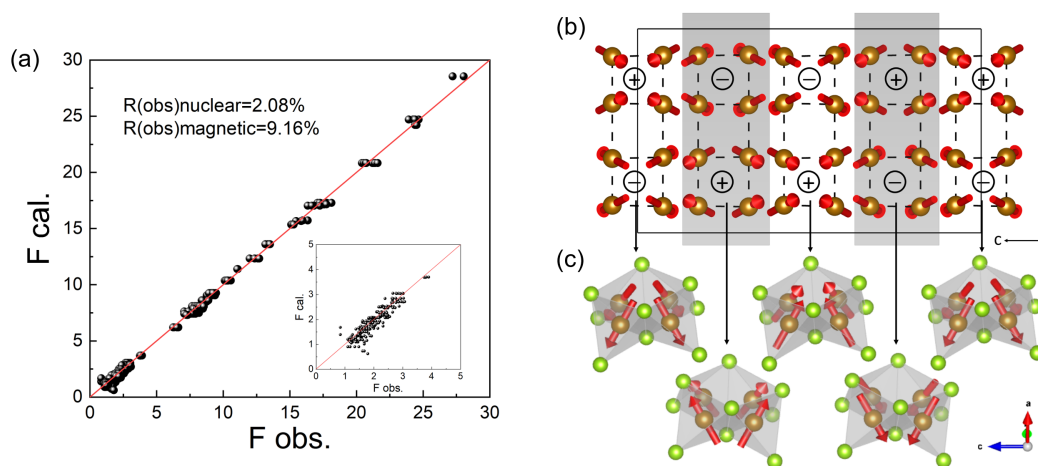 (a)
30
25
20
15
10
5
0
0 5 10 15 20 25 30
F cal.
F obs.
R(obs)nuclear=2.08%
R(obs)magnetic=9.16%
5
4
3
2
1
0
0 1 2 3 4 5
F cal.
F obs.
(b)
+ − − + +
− + + − −
c
(c)
a
c